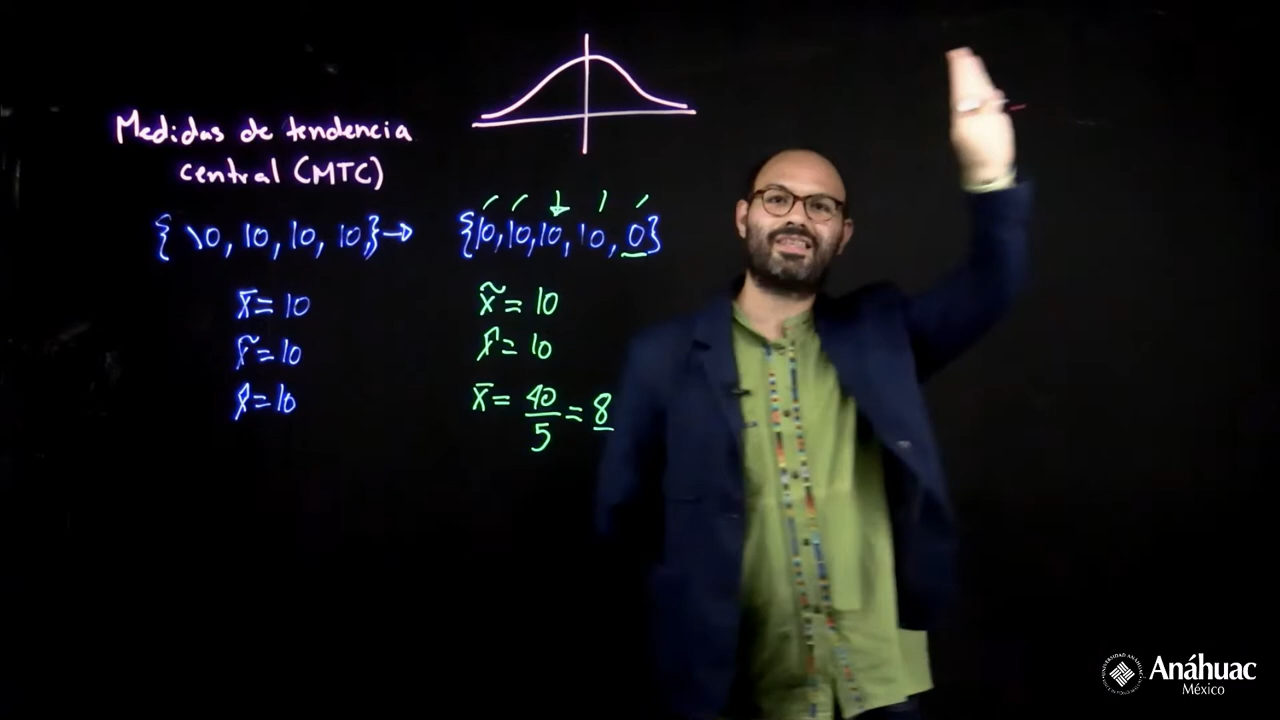 Medidas de tendencia
central (MTC)
{ 10, 10, 10, 10,}→
x̄ = 10
x̃ = 10
x̂ = 10
{10, 10, 10, 10, 0}
x̃ = 10
x̂ = 10
x̄ = 40/5 = 8
Anáhuac
México